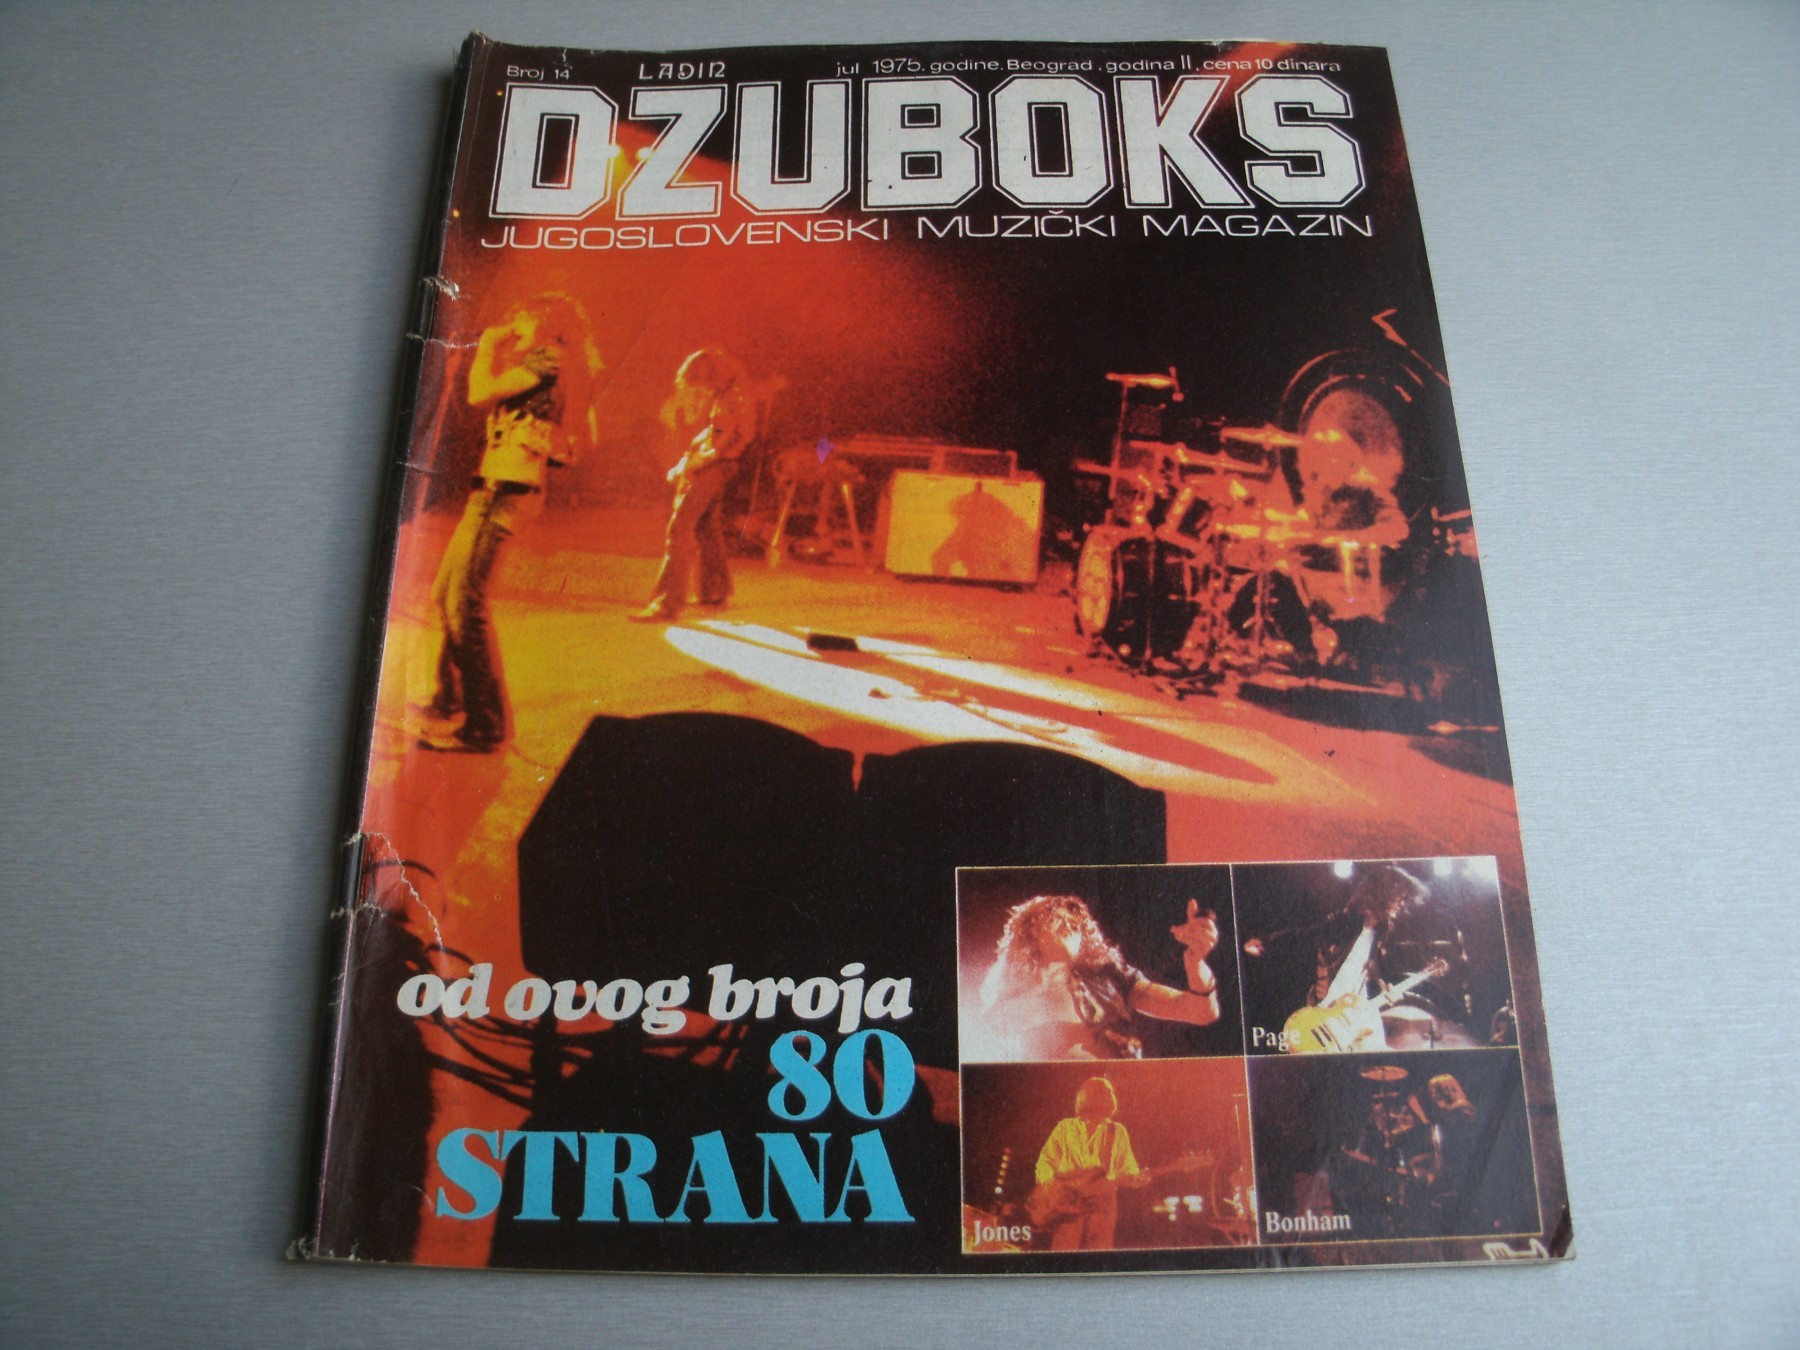 Broj 14 LADIN jul 1975. godine. Beograd. godina II, cena 10 dinara
DZUBOKS
JUGOSLOVENSKI MUZIČKI MAGAZIN
od ovog broja
80
STRANA
Page
Jones
Bonham